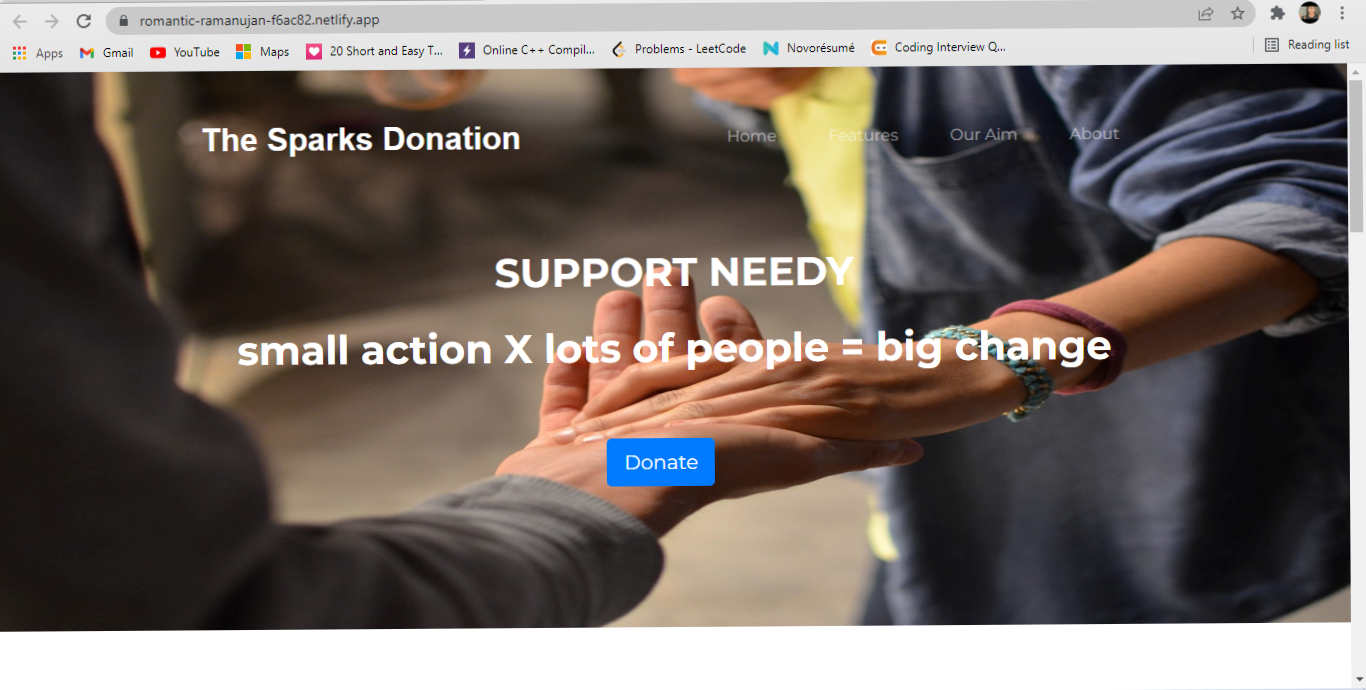 romantic-ramanujan-f6ac82.netlify.app
Apps Gmail YouTube Maps 20 Short and Easy T... Online C++ Compil... Problems - LeetCode Novorésumé Coding Interview Q... Reading list
The Sparks Donation Home Features Our Aim About
SUPPORT NEEDY
small action X lots of people = big change
Donate